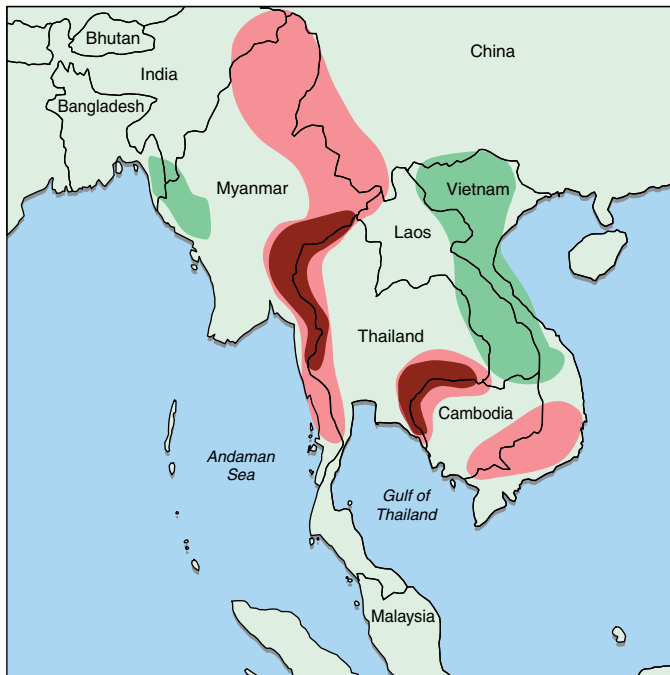 Bhutan
China
India
Bangladesh
Myanmar
Vietnam
Laos
Thailand
Cambodia
Andaman
Sea
Gulf of
Thailand
Malaysia